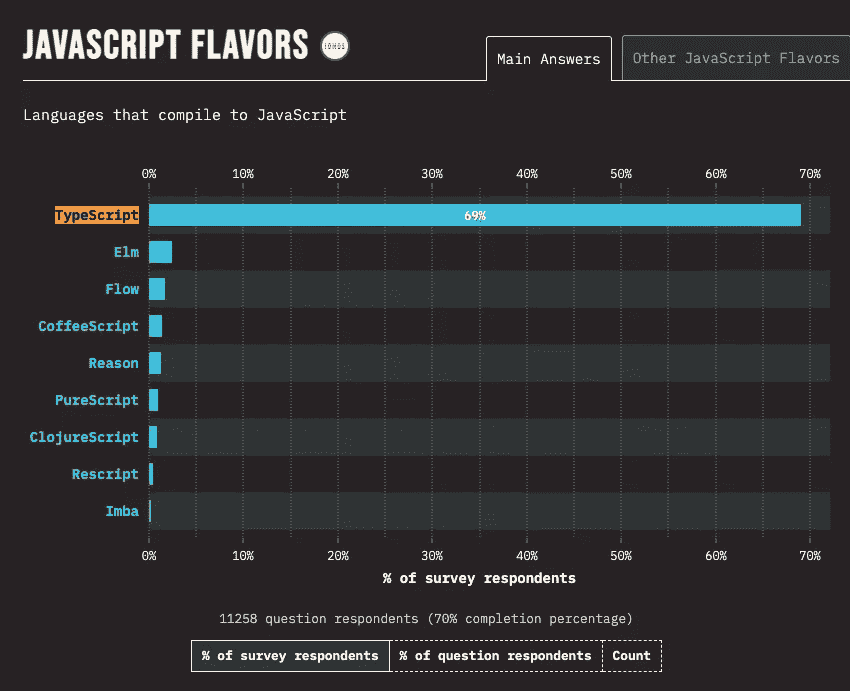 JAVASCRIPT FLAVORS
Main Answers
Other JavaScript Flavors
Languages that compile to JavaScript
0% 10% 20% 30% 40% 50% 60% 70%
TypeScript 69%
Elm
Flow
CoffeeScript
Reason
PureScript
ClojureScript
Rescript
Imba
0% 10% 20% 30% 40% 50% 60% 70%
% of survey respondents
11258 question respondents (70% completion percentage)
% of survey respondents % of question respondents Count